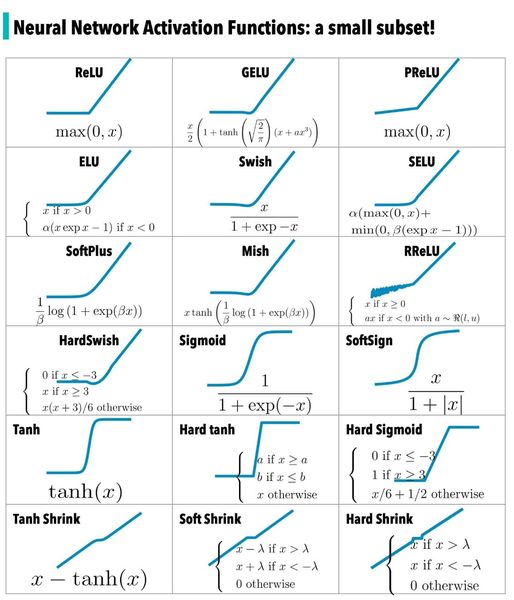 Neural Network Activation Functions: a small subset!
ReLU
max(0, x)
GELU
x/2 (1 + tanh (√(2/π)) (x + ax³))
PReLU
max(0, x)
ELU
{ x if x > 0
α(x exp x − 1) if x < 0
Swish
x
1 + exp −x
SELU
α(max(0, x)+
min(0, β(exp x − 1)))
SoftPlus
1/β log (1 + exp(βx))
Mish
x tanh (1/β log (1 + exp(βx)))
RReLU
{ x if x ≥ 0
ax if x < 0 with a ∼ ℜ(l, u)
HardSwish
{ 0 if x ≤ −3
x if x ≥ 3
x(x + 3)/6 otherwise
Sigmoid
1
1 + exp(−x)
SoftSign
x
1 + |x|
Tanh
tanh(x)
Hard tanh
{ a if x ≥ a
b if x ≤ b
x otherwise
Hard Sigmoid
{ 0 if x ≤ −3
1 if x ≥ 3
x/6 + 1/2 otherwise
Tanh Shrink
x − tanh(x)
Soft Shrink
{ x − λ if x > λ
x + λ if x < −λ
0 otherwise
Hard Shrink
{ x if x > λ
x if x < −λ
0 otherwise